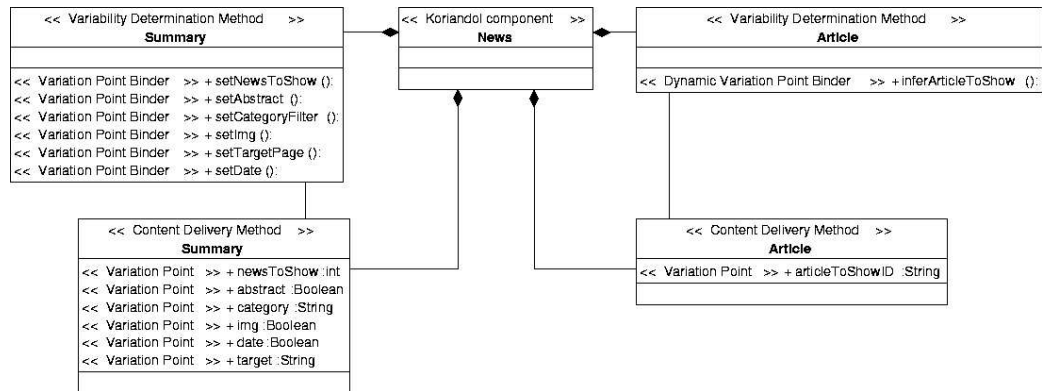 << Variability Determination Method >>
Summary
<< Variation Point Binder >> + setNewsToShow ():
<< Variation Point Binder >> + setAbstract ():
<< Variation Point Binder >> + setCategoryFilter ():
<< Variation Point Binder >> + setImg ():
<< Variation Point Binder >> + setTargetPage ():
<< Variation Point Binder >> + setDate ():
<< Koriandol component >>
News
<< Variability Determination Method >>
Article
<< Dynamic Variation Point Binder >> + inferArticleToShow ():
<< Content Delivery Method >>
Summary
<< Variation Point >> + newsToShow :int
<< Variation Point >> + abstract :Boolean
<< Variation Point >> + category :String
<< Variation Point >> + img :Boolean
<< Variation Point >> + date :Boolean
<< Variation Point >> + target :String
<< Content Delivery Method >>
Article
<< Variation Point >> + articleToShowID :String